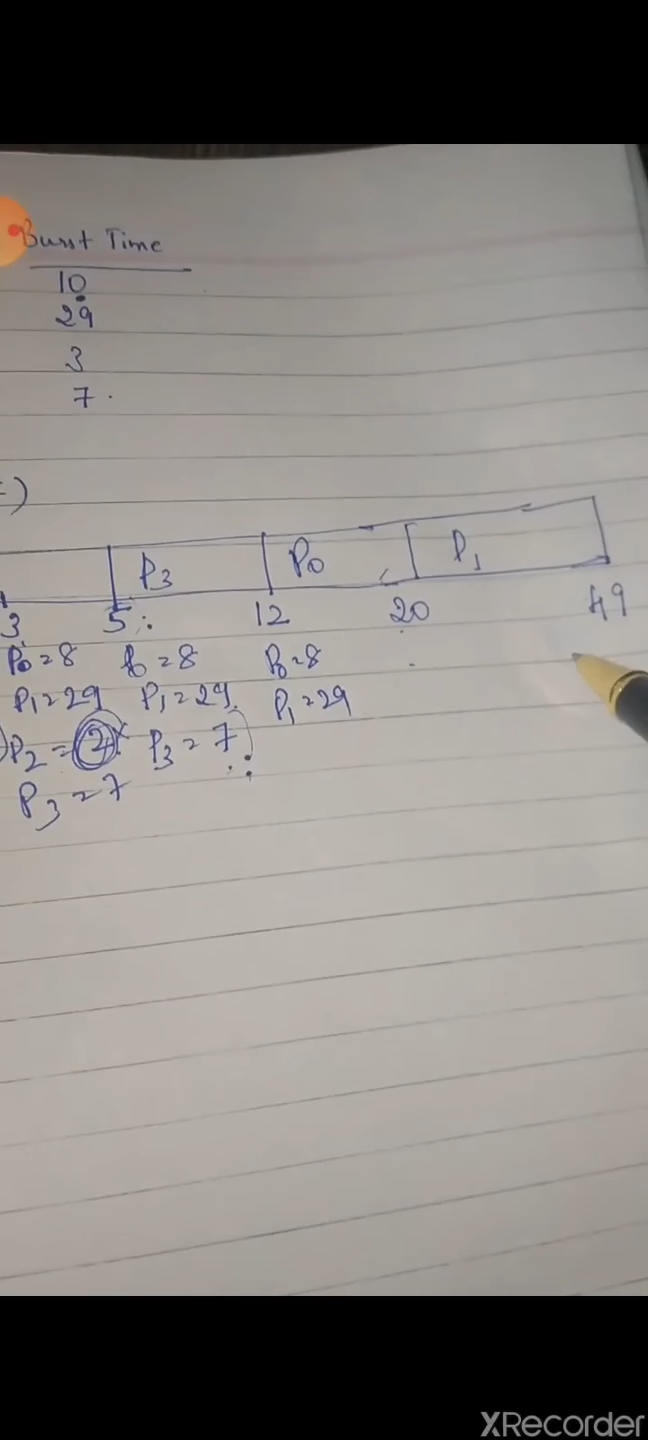 Burst Time
10
29
3
7.
=)
P3 P0 P1
3 5 12 20 49
P0 = 8 P0 = 8 P0 = 8
P1 = 29 P1 = 29 P1 = 29
P2 = 2 P3 = 7
P3 = 7
XRecorder